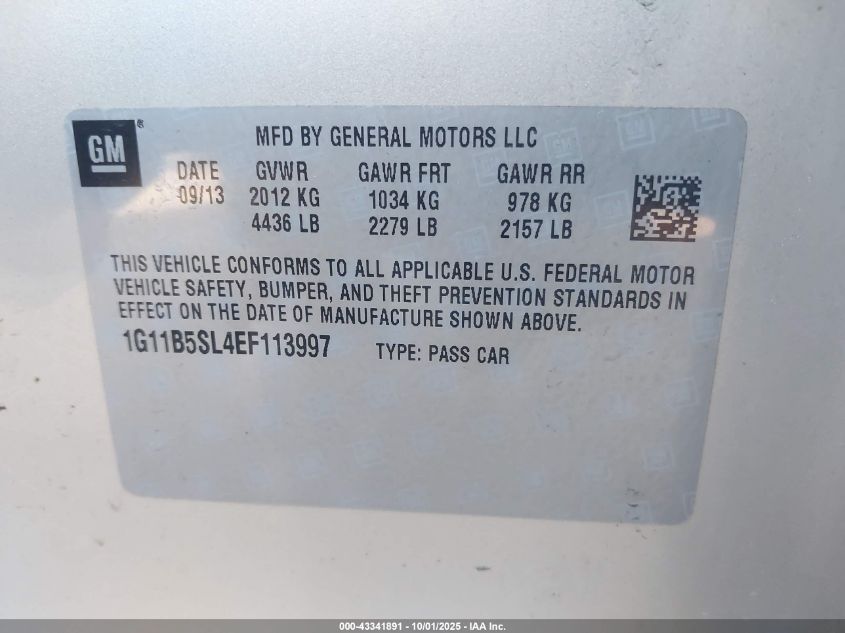 GM®
MFD BY GENERAL MOTORS LLC
DATE GVWR GAWR FRT GAWR RR
09/13 2012 KG 1034 KG 978 KG
4436 LB 2279 LB 2157 LB
THIS VEHICLE CONFORMS TO ALL APPLICABLE U.S. FEDERAL MOTOR
VEHICLE SAFETY, BUMPER, AND THEFT PREVENTION STANDARDS IN
EFFECT ON THE DATE OF MANUFACTURE SHOWN ABOVE.
1G11B5SL4EF113997 TYPE: PASS CAR
000-43341891 - 10/01/2025 - IAA Inc.